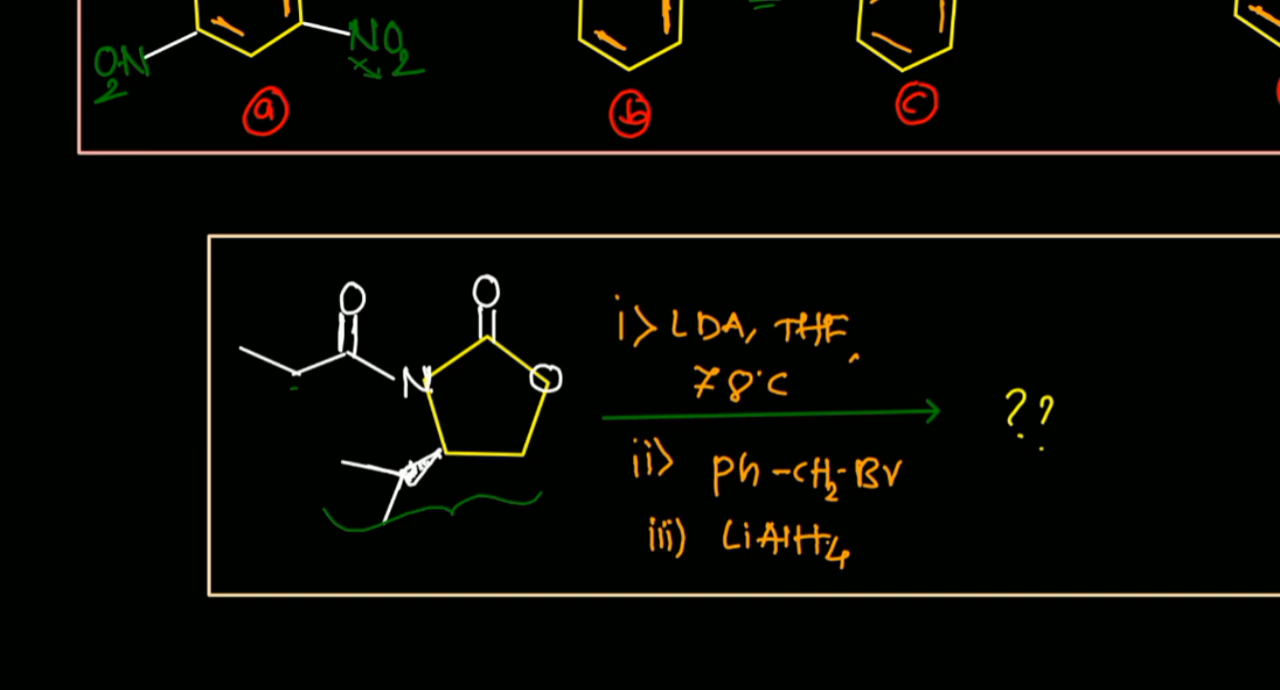 O₂N
NO₂
a
b
c
O
O
N
O
i> LDA, THF,
78°C
ii> Ph-CH₂-Br
iii) LiAlH₄
??